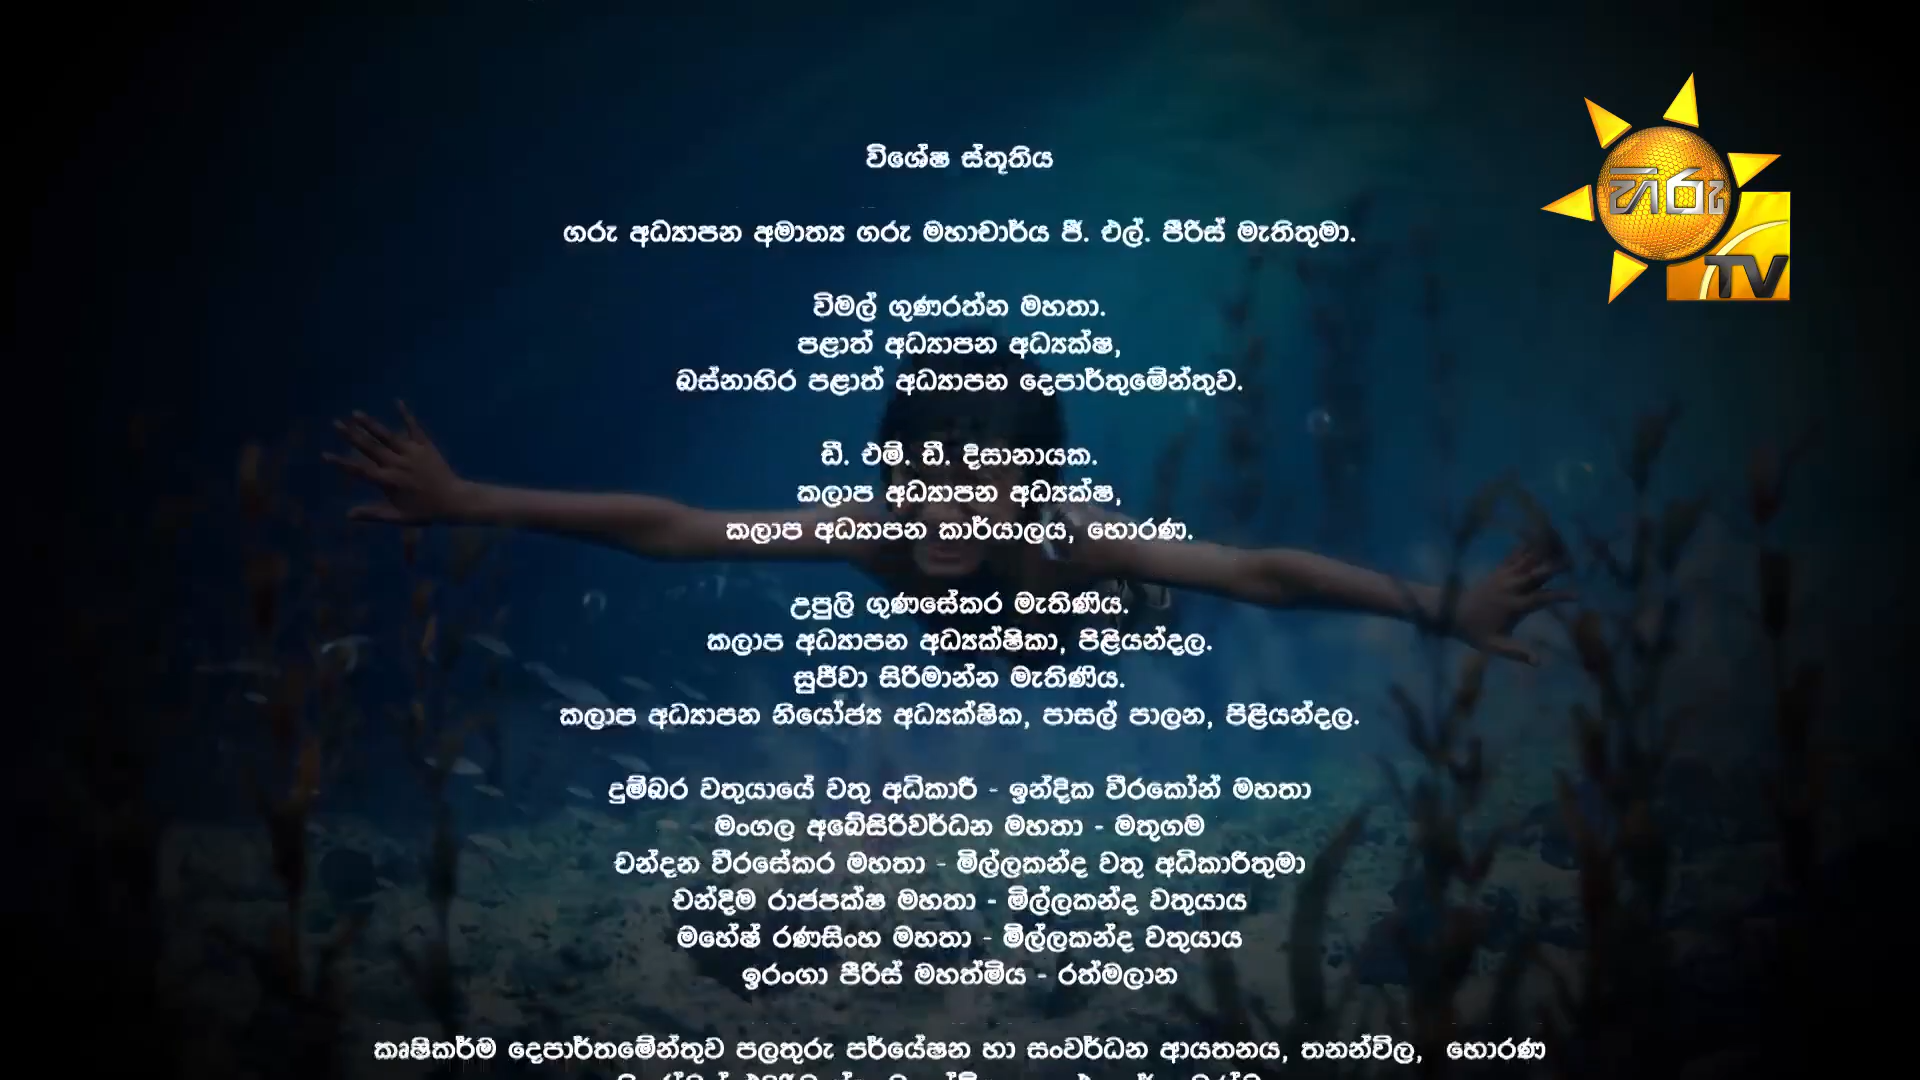 විශේෂ ස්තූතිය
හිරු
TV
ගරු අධ්‍යාපන අමාත්‍ය ගරු මහාචාර්ය ජී. එල්. පීරිස් මැතිතුමා.
විමල් ගුණරත්න මහතා.
පළාත් අධ්‍යාපන අධ්‍යක්ෂ,
බස්නාහිර පළාත් අධ්‍යාපන දෙපාර්තුමේන්තුව.
ඩී. එම්. ඩී. දිසානායක.
කලාප අධ්‍යාපන අධ්‍යක්ෂ,
කලාප අධ්‍යාපන කාර්යාලය, හොරණ.
උපුලි ගුණසේකර මැතිණිය.
කලාප අධ්‍යාපන අධ්‍යක්ෂිකා, පිළියන්දල.
සුජීවා සිරිමාන්න මැතිණිය.
කලාප අධ්‍යාපන නියෝජ්‍ය අධ්‍යක්ෂික, පාසල් පාලන, පිළියන්දල.
දුම්බර වතුයායේ වතු අධිකාරී - ඉන්දික වීරකෝන් මහතා
මංගල අබේසිරිවර්ධන මහතා - මතුගම
චන්දන වීරසේකර මහතා - මිල්ලකන්ද වතු අධිකාරීතුමා
චන්දිම රාජපක්ෂ මහතා - මිල්ලකන්ද වතුයාය
මහේෂ් රණසිංහ මහතා - මිල්ලකන්ද වතුයාය
ඉරංගා පීරිස් මහත්මිය - රත්මලාන
කෘෂිකර්ම දෙපාර්තමේන්තුව පලතුරු පර්යේෂන හා සංවර්ධන ආයතනය, තනන්විල, හොරණ